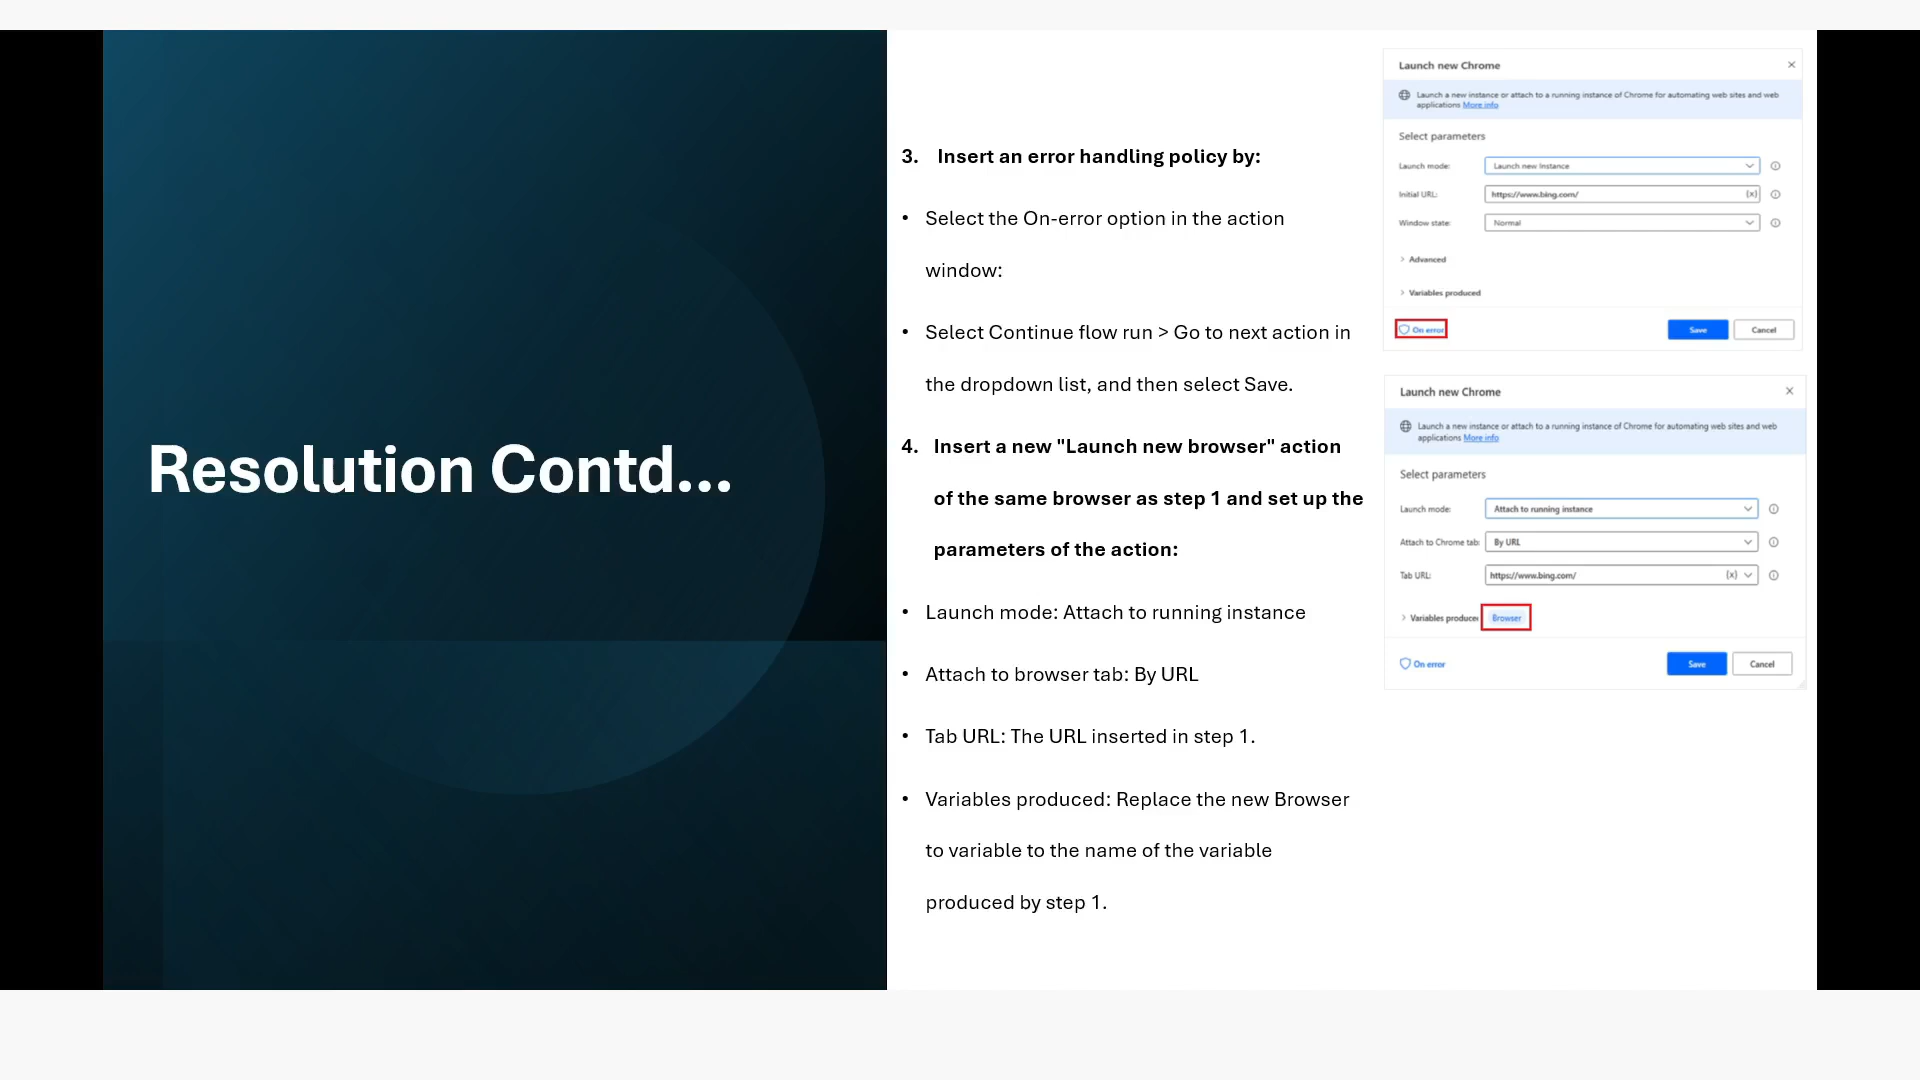 Resolution Contd...
3. Insert an error handling policy by:
• Select the On-error option in the action
window:
• Select Continue flow run > Go to next action in
the dropdown list, and then select Save.
4. Insert a new "Launch new browser" action
of the same browser as step 1 and set up the
parameters of the action:
• Launch mode: Attach to running instance
• Attach to browser tab: By URL
• Tab URL: The URL inserted in step 1.
• Variables produced: Replace the new Browser
to variable to the name of the variable
produced by step 1.
Launch new Chrome
Launch a new instance or attach to a running instance of Chrome for automating web sites and web
applications More info
Select parameters
Launch mode: Launch new Instance
Initial URL: https://www.bing.com/ {x}
Window state: Normal
> Advanced
> Variables produced
On error Save Cancel
Launch new Chrome
Launch a new instance or attach to a running instance of Chrome for automating web sites and web
applications More info
Select parameters
Launch mode: Attach to running instance
Attach to Chrome tab: By URL
Tab URL: https://www.bing.com/ {x}
> Variables produced Browser
On error Save Cancel